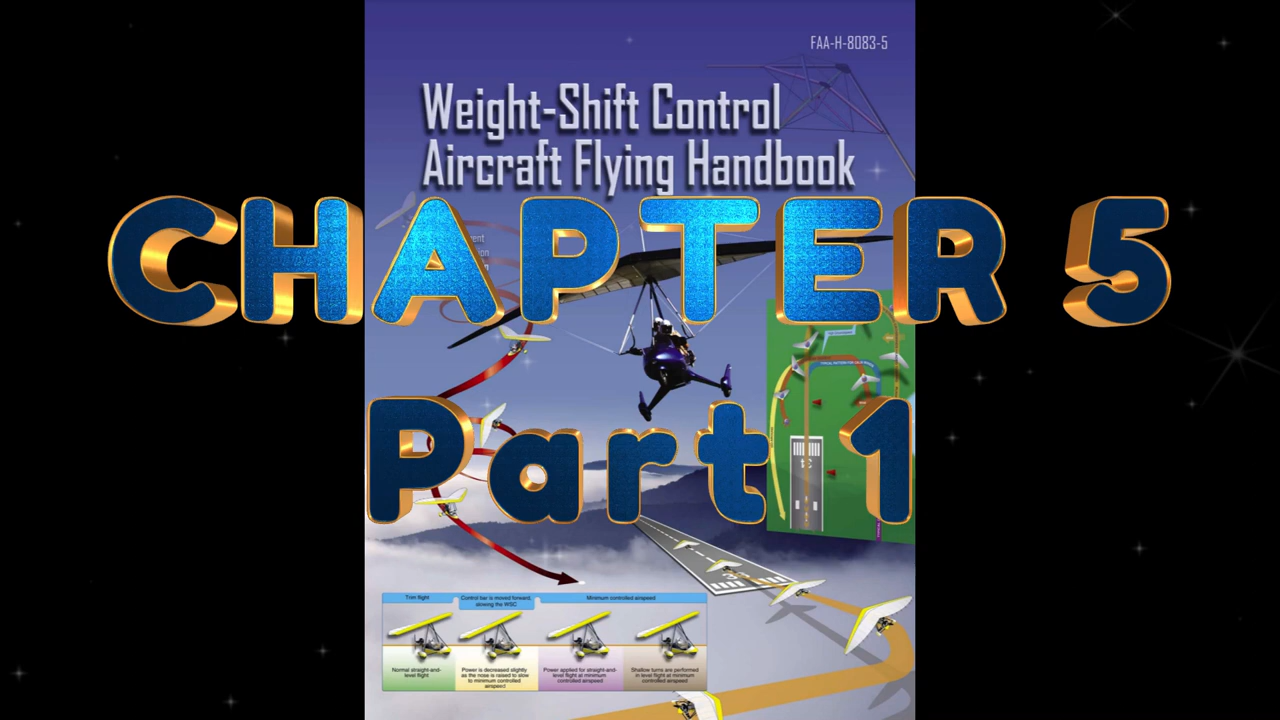 FAA-H-8083-5
Weight-Shift Control
Aircraft Flying Handbook
CHAPTER 5
Part 1
Trim flight
Control bar is moved forward, slowing the WSC
Minimum controlled airspeed
Normal straight-and-level flight
Power is decreased slightly as the nose is raised to slow to minimum controlled airspeed
Power applied for straight-and-level flight at minimum controlled airspeed
Shallow turns are performed in level flight at minimum controlled airspeed